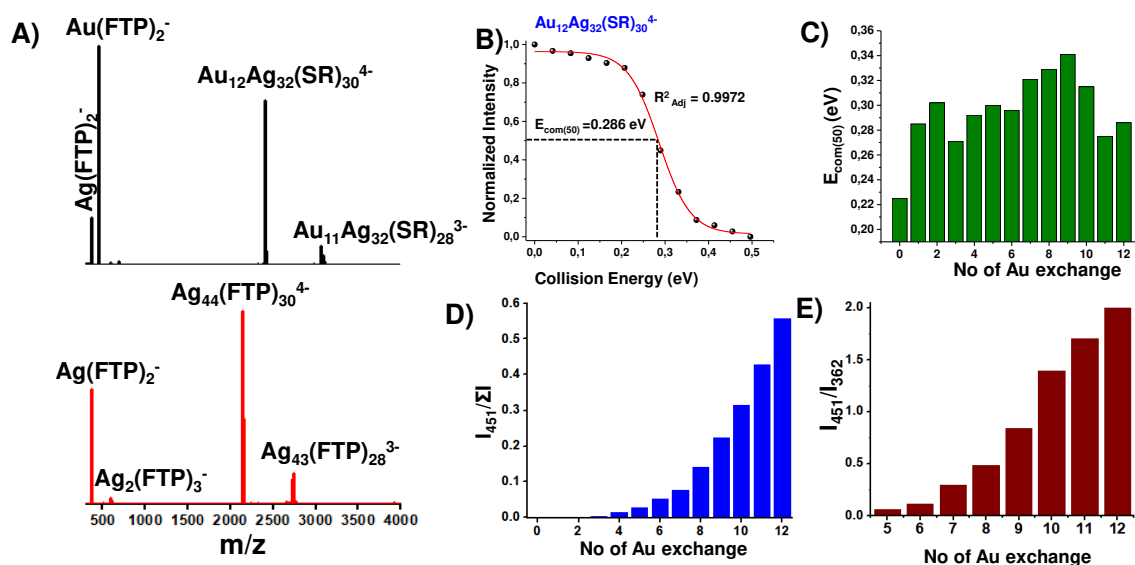 A)
Au(FTP)₂⁻
Ag(FTP)₂⁻
Au₁₂Ag₃₂(SR)₃₀⁴⁻
Au₁₁Ag₃₂(SR)₂₈³⁻
Ag₄₄(FTP)₃₀⁴⁻
Ag(FTP)₂⁻
Ag₂(FTP)₃⁻
Ag₄₃(FTP)₂₈³⁻
500 1000 1500 2000 2500 3000 3500 4000
m/z
B)
Au₁₂Ag₃₂(SR)₃₀⁴⁻
1,0
0,8
0,6
0,4
0,2
0,0
Normalized Intensity
R²Adj = 0.9972
Ecom(50) =0.286 eV
0,0 0,1 0,2 0,3 0,4 0,5
Collision Energy (eV)
C)
0,36
0,34
0,32
0,30
0,28
0,26
0,24
0,22
0,20
Ecom(50) (eV)
0 2 4 6 8 10 12
No of Au exchange
D)
0.6
0.5
0.4
0.3
0.2
0.1
0.0
I₄₅₁/ΣI
0 2 4 6 8 10 12
No of Au exchange
E)
2.0
1.5
1.0
0.5
0.0
I₄₅₁/I₃₆₂
5 6 7 8 9 10 11 12
No of Au exchange